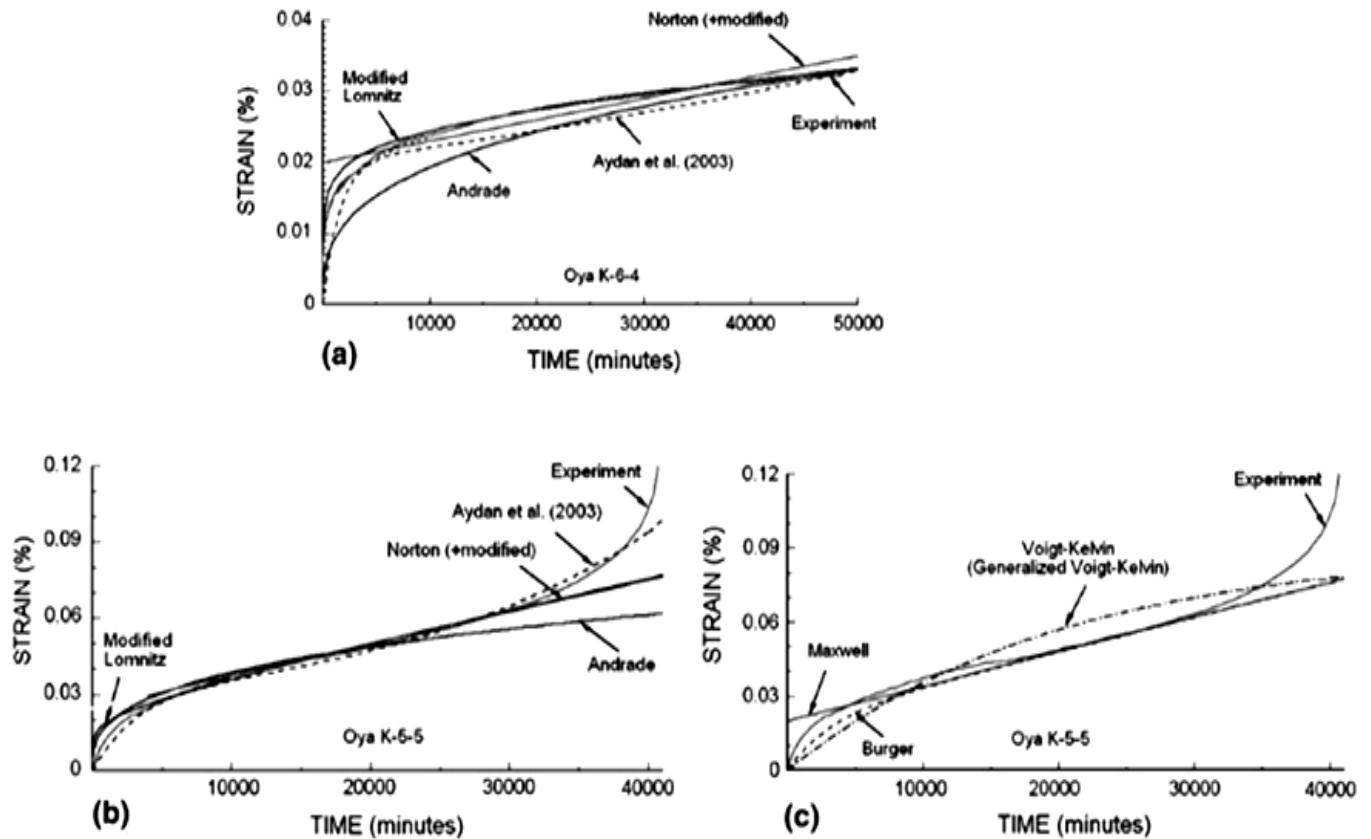 0.04
0.03
0.02
0.01
0
STRAIN (%)
Norton (+modified)
Modified
Lomnitz
Experiment
Aydan et al. (2003)
Andrade
Oya K-6-4
10000 20000 30000 40000 50000
(a)
TIME (minutes)
0.12
0.09
0.06
0.03
0
STRAIN (%)
Experiment
Aydan et al. (2003)
Norton (+modified)
Modified
Lomnitz
Andrade
Oya K-5-5
10000 20000 30000 40000
(b)
TIME (minutes)
0.12
0.09
0.06
0.03
0
STRAIN (%)
Experiment
Voigt-Kelvin
(Generalized Voigt-Kelvin)
Maxwell
Burger
Oya K-5-5
10000 20000 30000 40000
(c)
TIME (minutes)